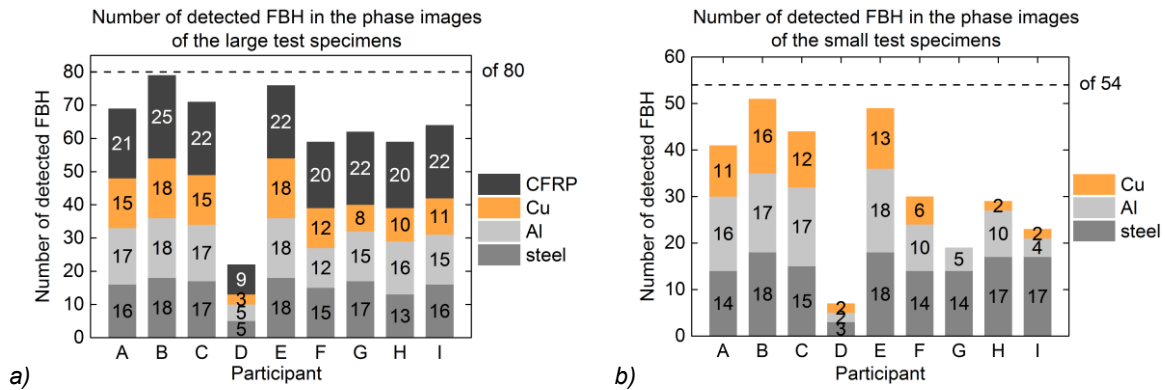 Number of detected FBH in the phase images
of the large test specimens
Number of detected FBH
80
70
60
50
40
30
20
10
0
of 80
21 25 22 9 22 20 22 20 22
15 18 15 3 18 12 8 10 11
17 18 17 5 18 12 15 16 15
16 18 17 5 18 15 17 13 16
A B C D E F G H I
Participant
CFRP
Cu
Al
steel
a)
Number of detected FBH in the phase images
of the small test specimens
Number of detected FBH
60
50
40
30
20
10
0
of 54
11 16 12 2 13 6 2 2
16 17 17 2 18 10 5 10 4
14 18 15 3 18 14 14 17 17
A B C D E F G H I
Participant
Cu
Al
steel
b)